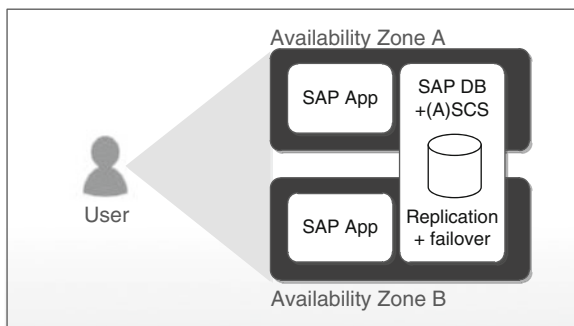 Availability Zone A
SAP App
SAP DB
+(A)SCS
User
SAP App
Replication
+ failover
Availability Zone B